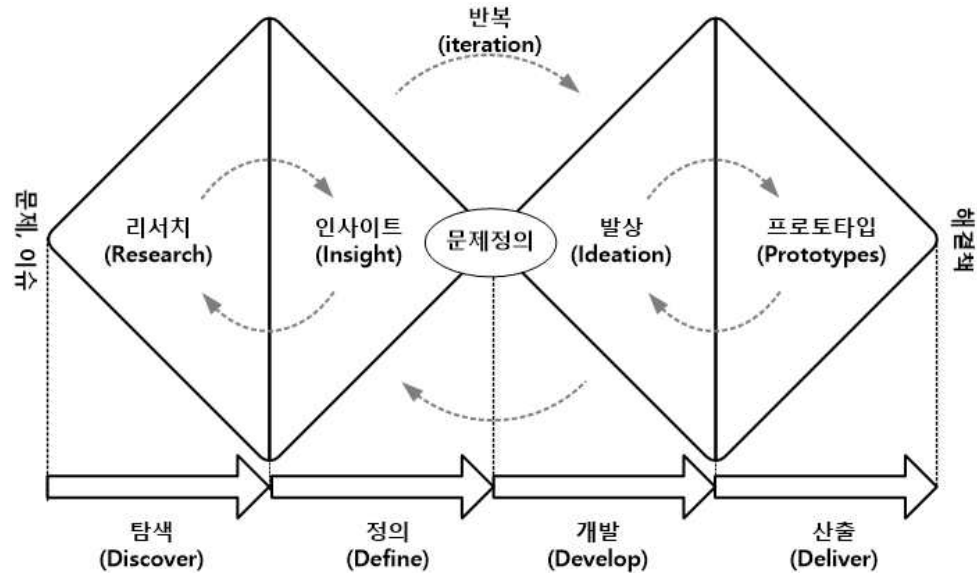 반복
(iteration)
문제, 이슈
리서치
(Research)
인사이트
(Insight)
문제정의
발상
(Ideation)
프로토타입
(Prototypes)
해결책
탐색
(Discover)
정의
(Define)
개발
(Develop)
산출
(Deliver)